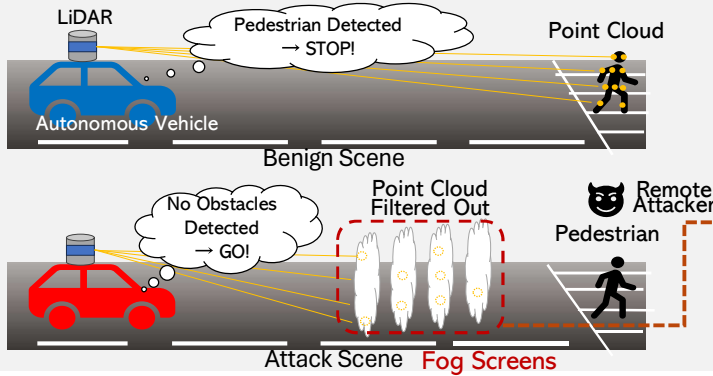 LiDAR
Pedestrian Detected
→ STOP!
Point Cloud
Autonomous Vehicle
Benign Scene
No Obstacles
Detected
→ GO!
Point Cloud
Filtered Out
Remote
Attacker
Pedestrian
Attack Scene
Fog Screens